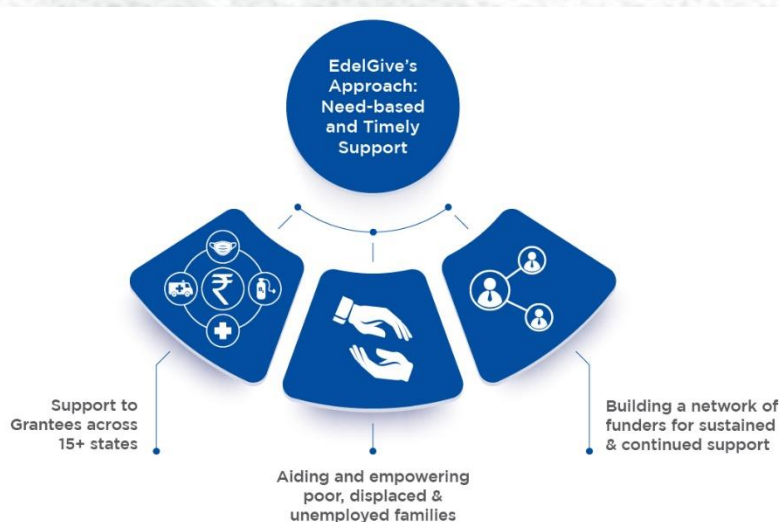 EdelGive's
Approach:
Need-based
and Timely
Support
₹
O₂
Support to
Grantees across
15+ states
Aiding and empowering
poor, displaced &
unemployed families
Building a network of
funders for sustained
& continued support